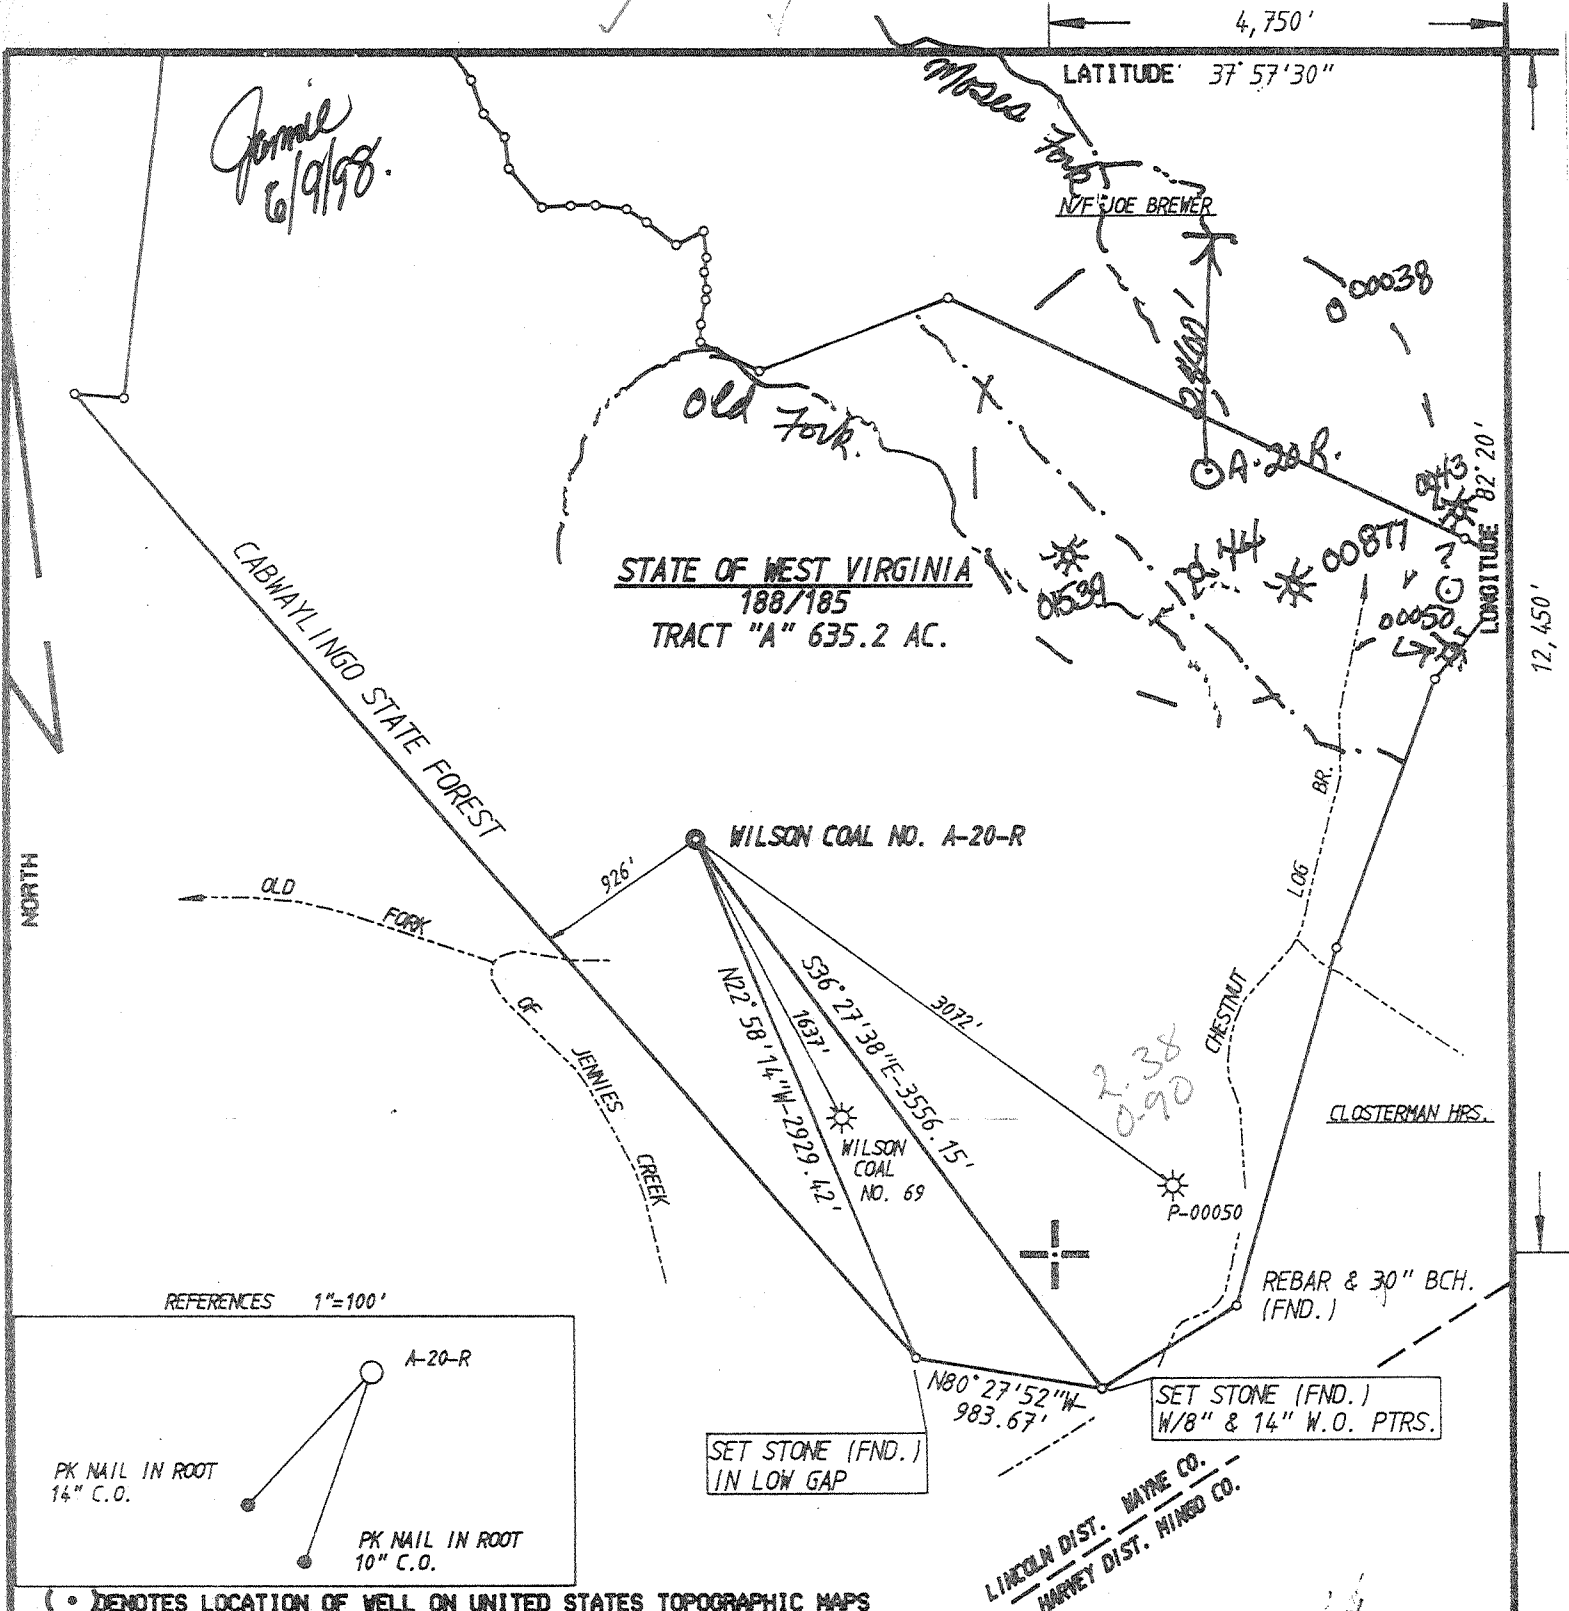 4,750'
LATITUDE 37°57'30"
Jamie
6/9/98.
Moses
Fork
N/F JOE BREWER
00038
2,400'
Old Fork.
A-20R.
LONGITUDE 82°20'
12,450'
STATE OF WEST VIRGINIA
188/185
TRACT "A" 635.2 AC.
01539
44
00877
00050
CABWAYLINGO STATE FOREST
BR.
WILSON COAL NO. A-20-R
NORTH
926'
OLD
FORK
LOG
OF
N22°58'14"W-2929.42'
1637'
S36°27'38"E-3556.15'
3072'
CHESTNUT
JENNIES
2.38
0.90
CLOSTERMAN HRS.
WILSON
COAL
NO. 69
CREEK
P-00050
REBAR & 30" BCH.
(FND.)
REFERENCES 1"=100'
A-20-R
N80°27'52"W-
983.67'
SET STONE (FND.)
W/8" & 14" W.O. PTRS.
SET STONE (FND.)
IN LOW GAP
PK NAIL IN ROOT
14" C.O.
PK NAIL IN ROOT
10" C.O.
LINCOLN DIST. WAYNE CO.
HARVEY DIST. MINGO CO.
(•) DENOTES LOCATION OF WELL ON UNITED STATES TOPOGRAPHIC MAPS